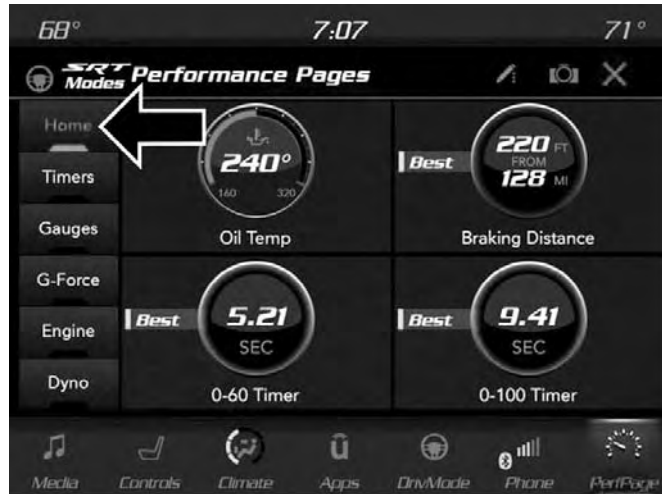 68° 7:07 71°
SRT Modes Performance Pages
Home
Timers
Gauges
G-Force
Engine
Dyno
240°
160 320
Oil Temp
Best
220 FT
FROM
128 MI
Braking Distance
Best
5.21
SEC
0-60 Timer
Best
9.41
SEC
0-100 Timer
Media Controls Climate Apps DrvMode Phone PerfPage